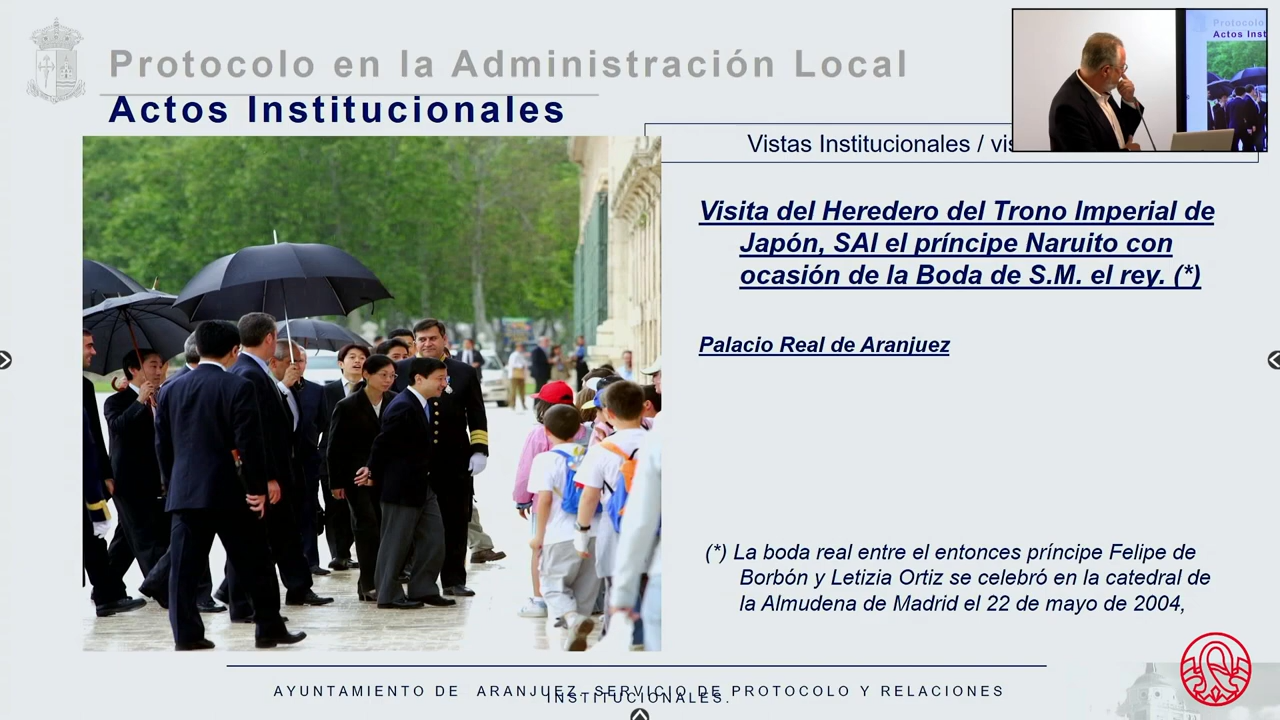 Protocolo en la Administración Local
Actos Institucionales
Protocolo
Actos Inst
Vistas Institucionales / vis
Visita del Heredero del Trono Imperial de
Japón, SAI el príncipe Naruito con
ocasión de la Boda de S.M. el rey. (*)
Palacio Real de Aranjuez
(*) La boda real entre el entonces príncipe Felipe de
Borbón y Letizia Ortiz se celebró en la catedral de
la Almudena de Madrid el 22 de mayo de 2004,
AYUNTAMIENTO DE ARANJUEZ. SERVICIO DE PROTOCOLO Y RELACIONES
INSTITUCIONALES.